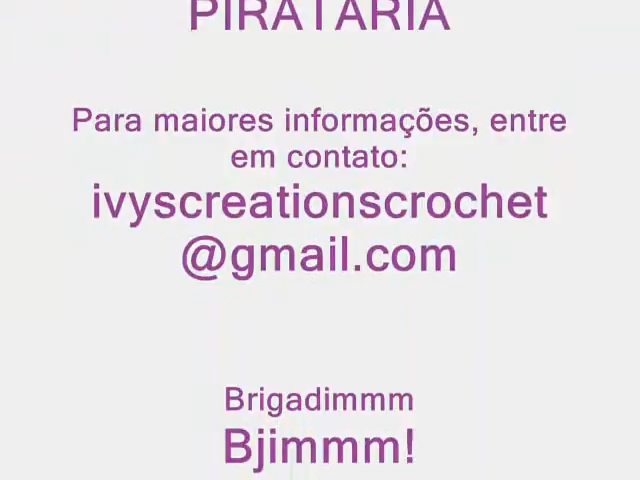 PIRATARIA
Para maiores informações, entre
em contato:
ivyscreationscrochet
@gmail.com
Brigadimmm
Bjimmm!